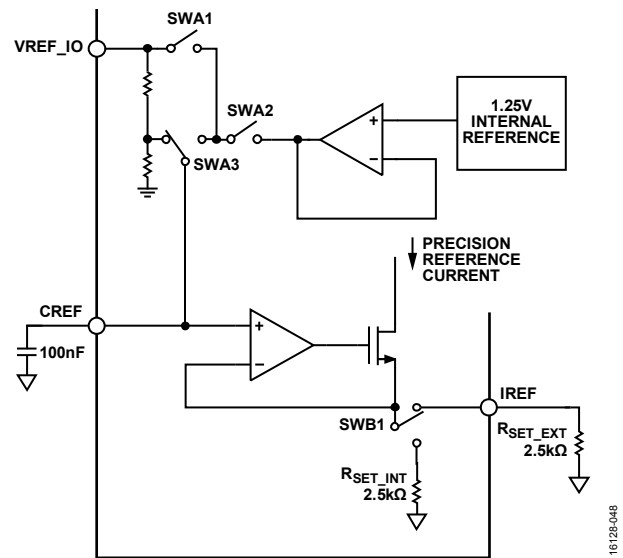 SWA1
VREF_IO
SWA2
1.25V
INTERNAL
REFERENCE
SWA3
PRECISION
REFERENCE
CURRENT
CREF
100nF
IREF
SWB1
RSET_EXT
2.5kΩ
RSET_INT
2.5kΩ
16128-048